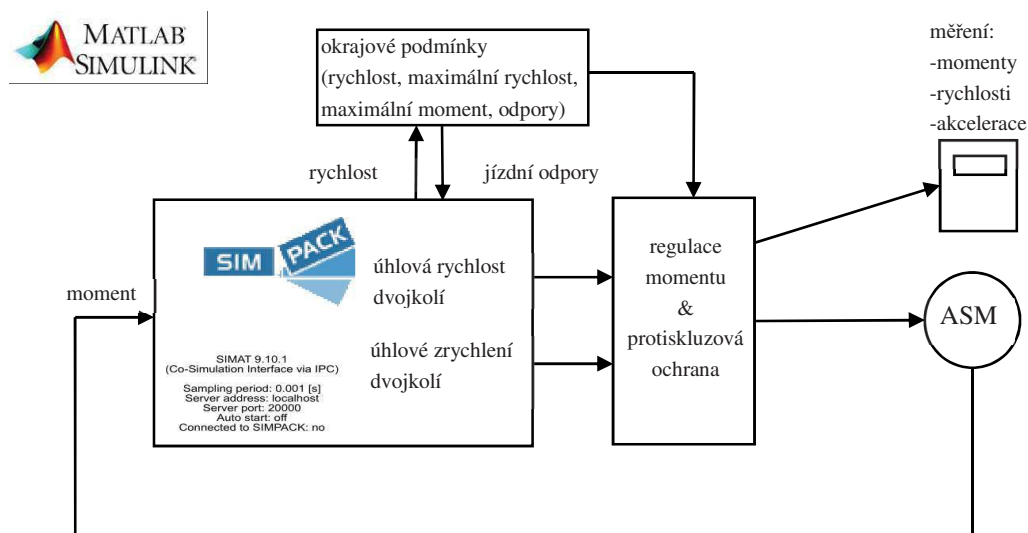 MATLAB
SIMULINK®
okrajové podmínky
(rychlost, maximální rychlost,
maximální moment, odpory)
měření:
-momenty
-rychlosti
-akcelerace
rychlost
jízdní odpory
moment
SIM
PACK
úhlová rychlost
dvojkolí
úhlové zrychlení
dvojkolí
SIMAT 9.10.1
(Co-Simulation Interface via IPC)
Sampling period: 0.001 [s]
Server address: localhost
Server port: 20000
Auto start: off
Connected to SIMPACK: no
regulace
momentu
&
protiskluzová
ochrana
ASM